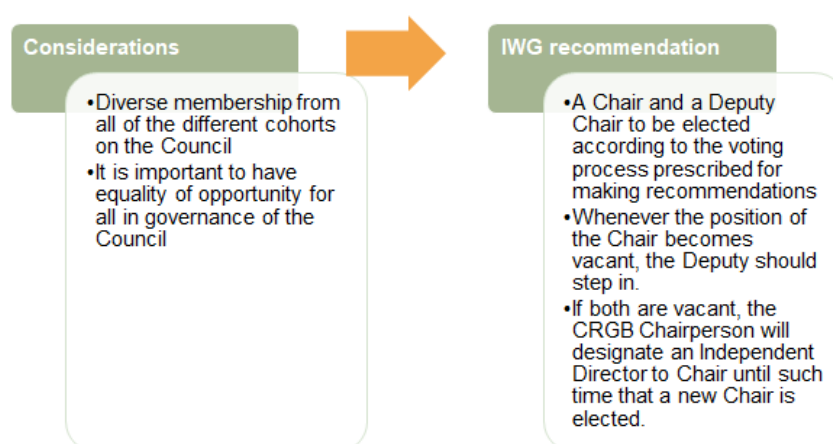 Considerations
•Diverse membership from
all of the different cohorts
on the Council
•It is important to have
equality of opportunity for
all in governance of the
Council
IWG recommendation
•A Chair and a Deputy
Chair to be elected
according to the voting
process prescribed for
making recommendations
•Whenever the position of
the Chair becomes
vacant, the Deputy should
step in.
•If both are vacant, the
CRGB Chairperson will
designate an Independent
Director to Chair until such
time that a new Chair is
elected.